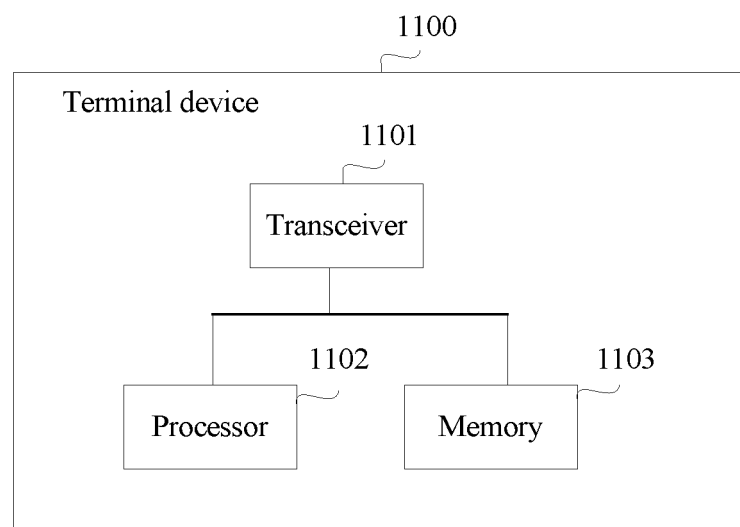 1100
Terminal device
1101
Transceiver
1102
1103
Processor
Memory